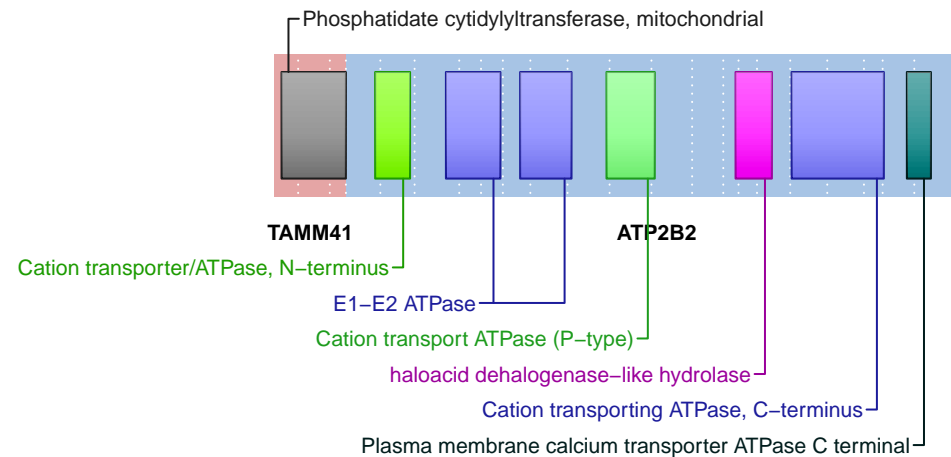 Phosphatidate cytidylyltransferase, mitochondrial
TAMM41
ATP2B2
Cation transporter/ATPase, N−terminus
E1−E2 ATPase
Cation transport ATPase (P−type)
haloacid dehalogenase−like hydrolase
Cation transporting ATPase, C−terminus
Plasma membrane calcium transporter ATPase C terminal